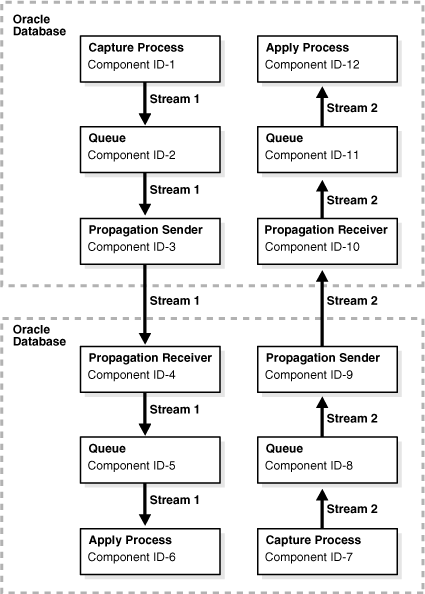 Oracle
Database
Capture Process
Component ID-1
Apply Process
Component ID-12
Stream 1
Stream 2
Queue
Component ID-2
Queue
Component ID-11
Stream 1
Stream 2
Propagation Sender
Component ID-3
Propagation Receiver
Component ID-10
Stream 1
Stream 2
Oracle
Database
Propagation Receiver
Component ID-4
Propagation Sender
Component ID-9
Stream 1
Stream 2
Queue
Component ID-5
Queue
Component ID-8
Stream 1
Stream 2
Apply Process
Component ID-6
Capture Process
Component ID-7